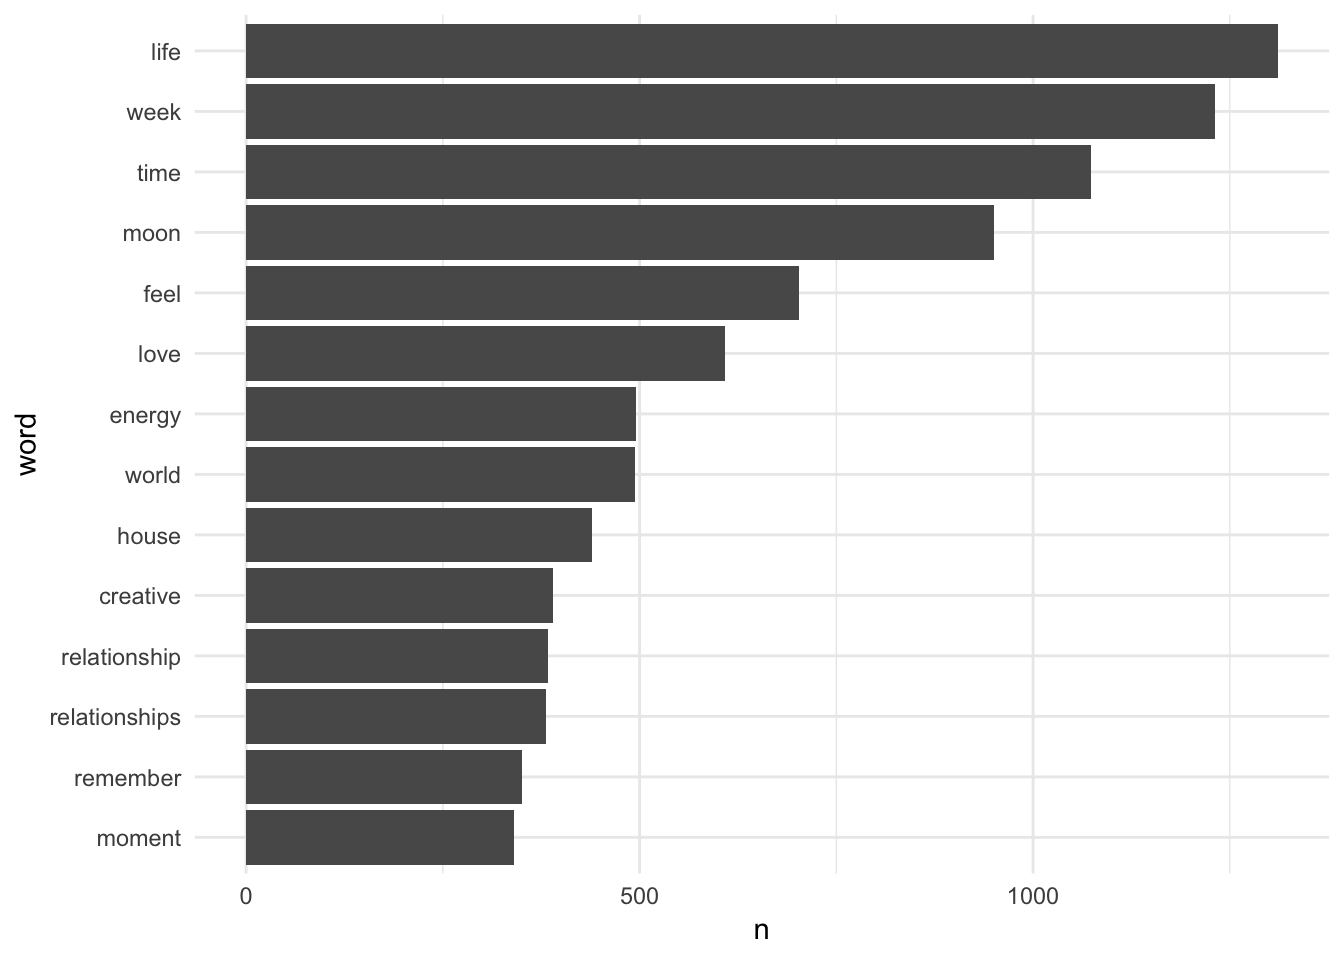 life
week
time
moon
feel
love
energy
world
house
creative
relationship
relationships
remember
moment
word
0 500 1000
n